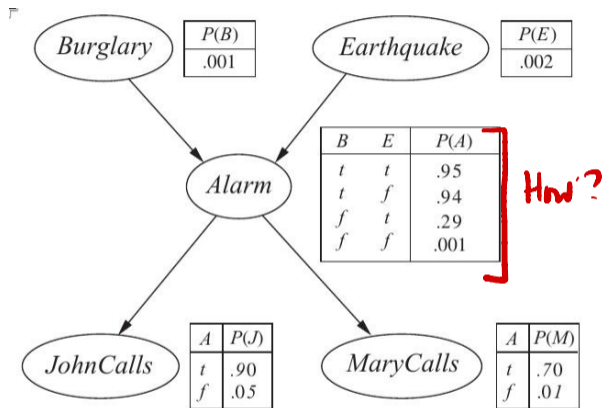 Burglary
P(B)
.001
Earthquake
P(E)
.002
Alarm
B E P(A)
t t .95
t f .94
f t .29
f f .001
How?
JohnCalls
A P(J)
t .90
f .05
MaryCalls
A P(M)
t .70
f .01